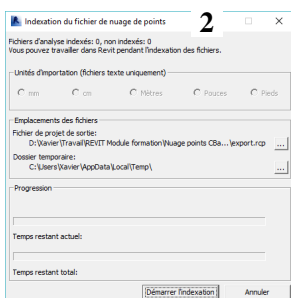 Indexation du fichier de nuage de points
2
Fichiers d'analyse indexés: 0, non indexés: 0
Vous pouvez travailler dans Revit pendant l'indexation des fichiers.
Unités d'importation (fichiers texte uniquement)
mm cm Mètres Pouces Pieds
Emplacements des fichiers
Fichier de projet de sortie:
D:\Xavier\Travail\REVIT Module formation\Nuage points CBa...\export.rcp ...
Dossier temporaire:
C:\Users\Xavier\AppData\Local\Temp\ ...
Progression
Temps restant actuel:
Temps restant total:
Démarrer l'indexation Annuler